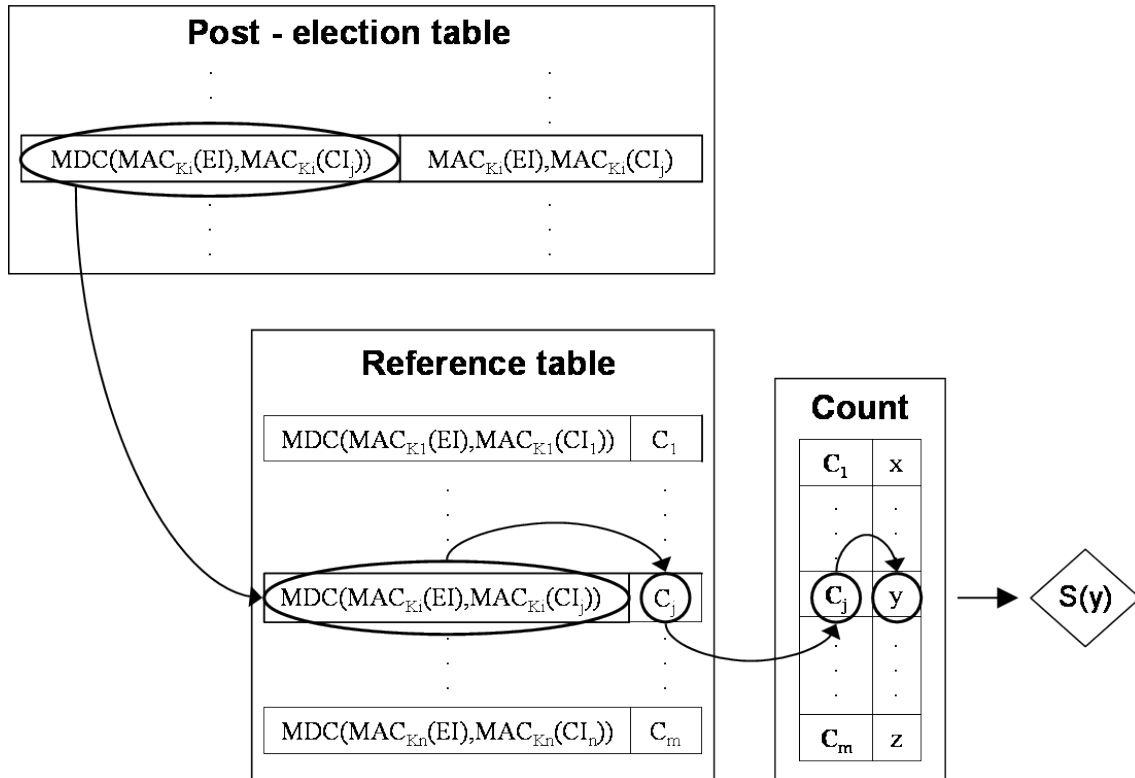 Post - election table
MDC(MAC_Ki(EI),MAC_Ki(CI_j)) MAC_Ki(EI),MAC_Ki(CI_j)
Reference table
MDC(MAC_K1(EI),MAC_K1(CI_1)) C_1
MDC(MAC_Ki(EI),MAC_Ki(CI_j)) C_j
MDC(MAC_Kn(EI),MAC_Kn(CI_n)) C_m
Count
C_1 x
C_j y
C_m z
S(y)